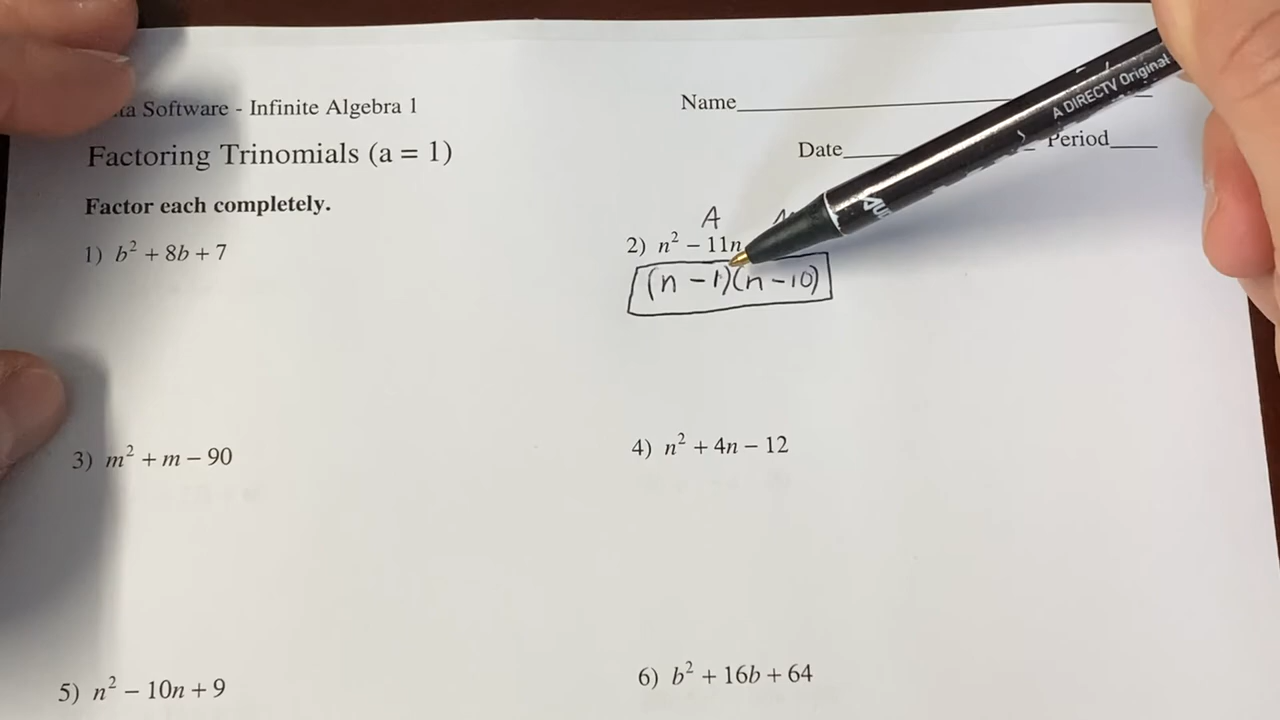 Software - Infinite Algebra 1
Name
Factoring Trinomials (a = 1)
Date Period
Factor each completely.
A
1) b² + 8b + 7
2) n² – 11n
(n – 1)(n – 10)
3) m² + m – 90
4) n² + 4n – 12
5) n² – 10n + 9
6) b² + 16b + 64
A DIRECTV Original